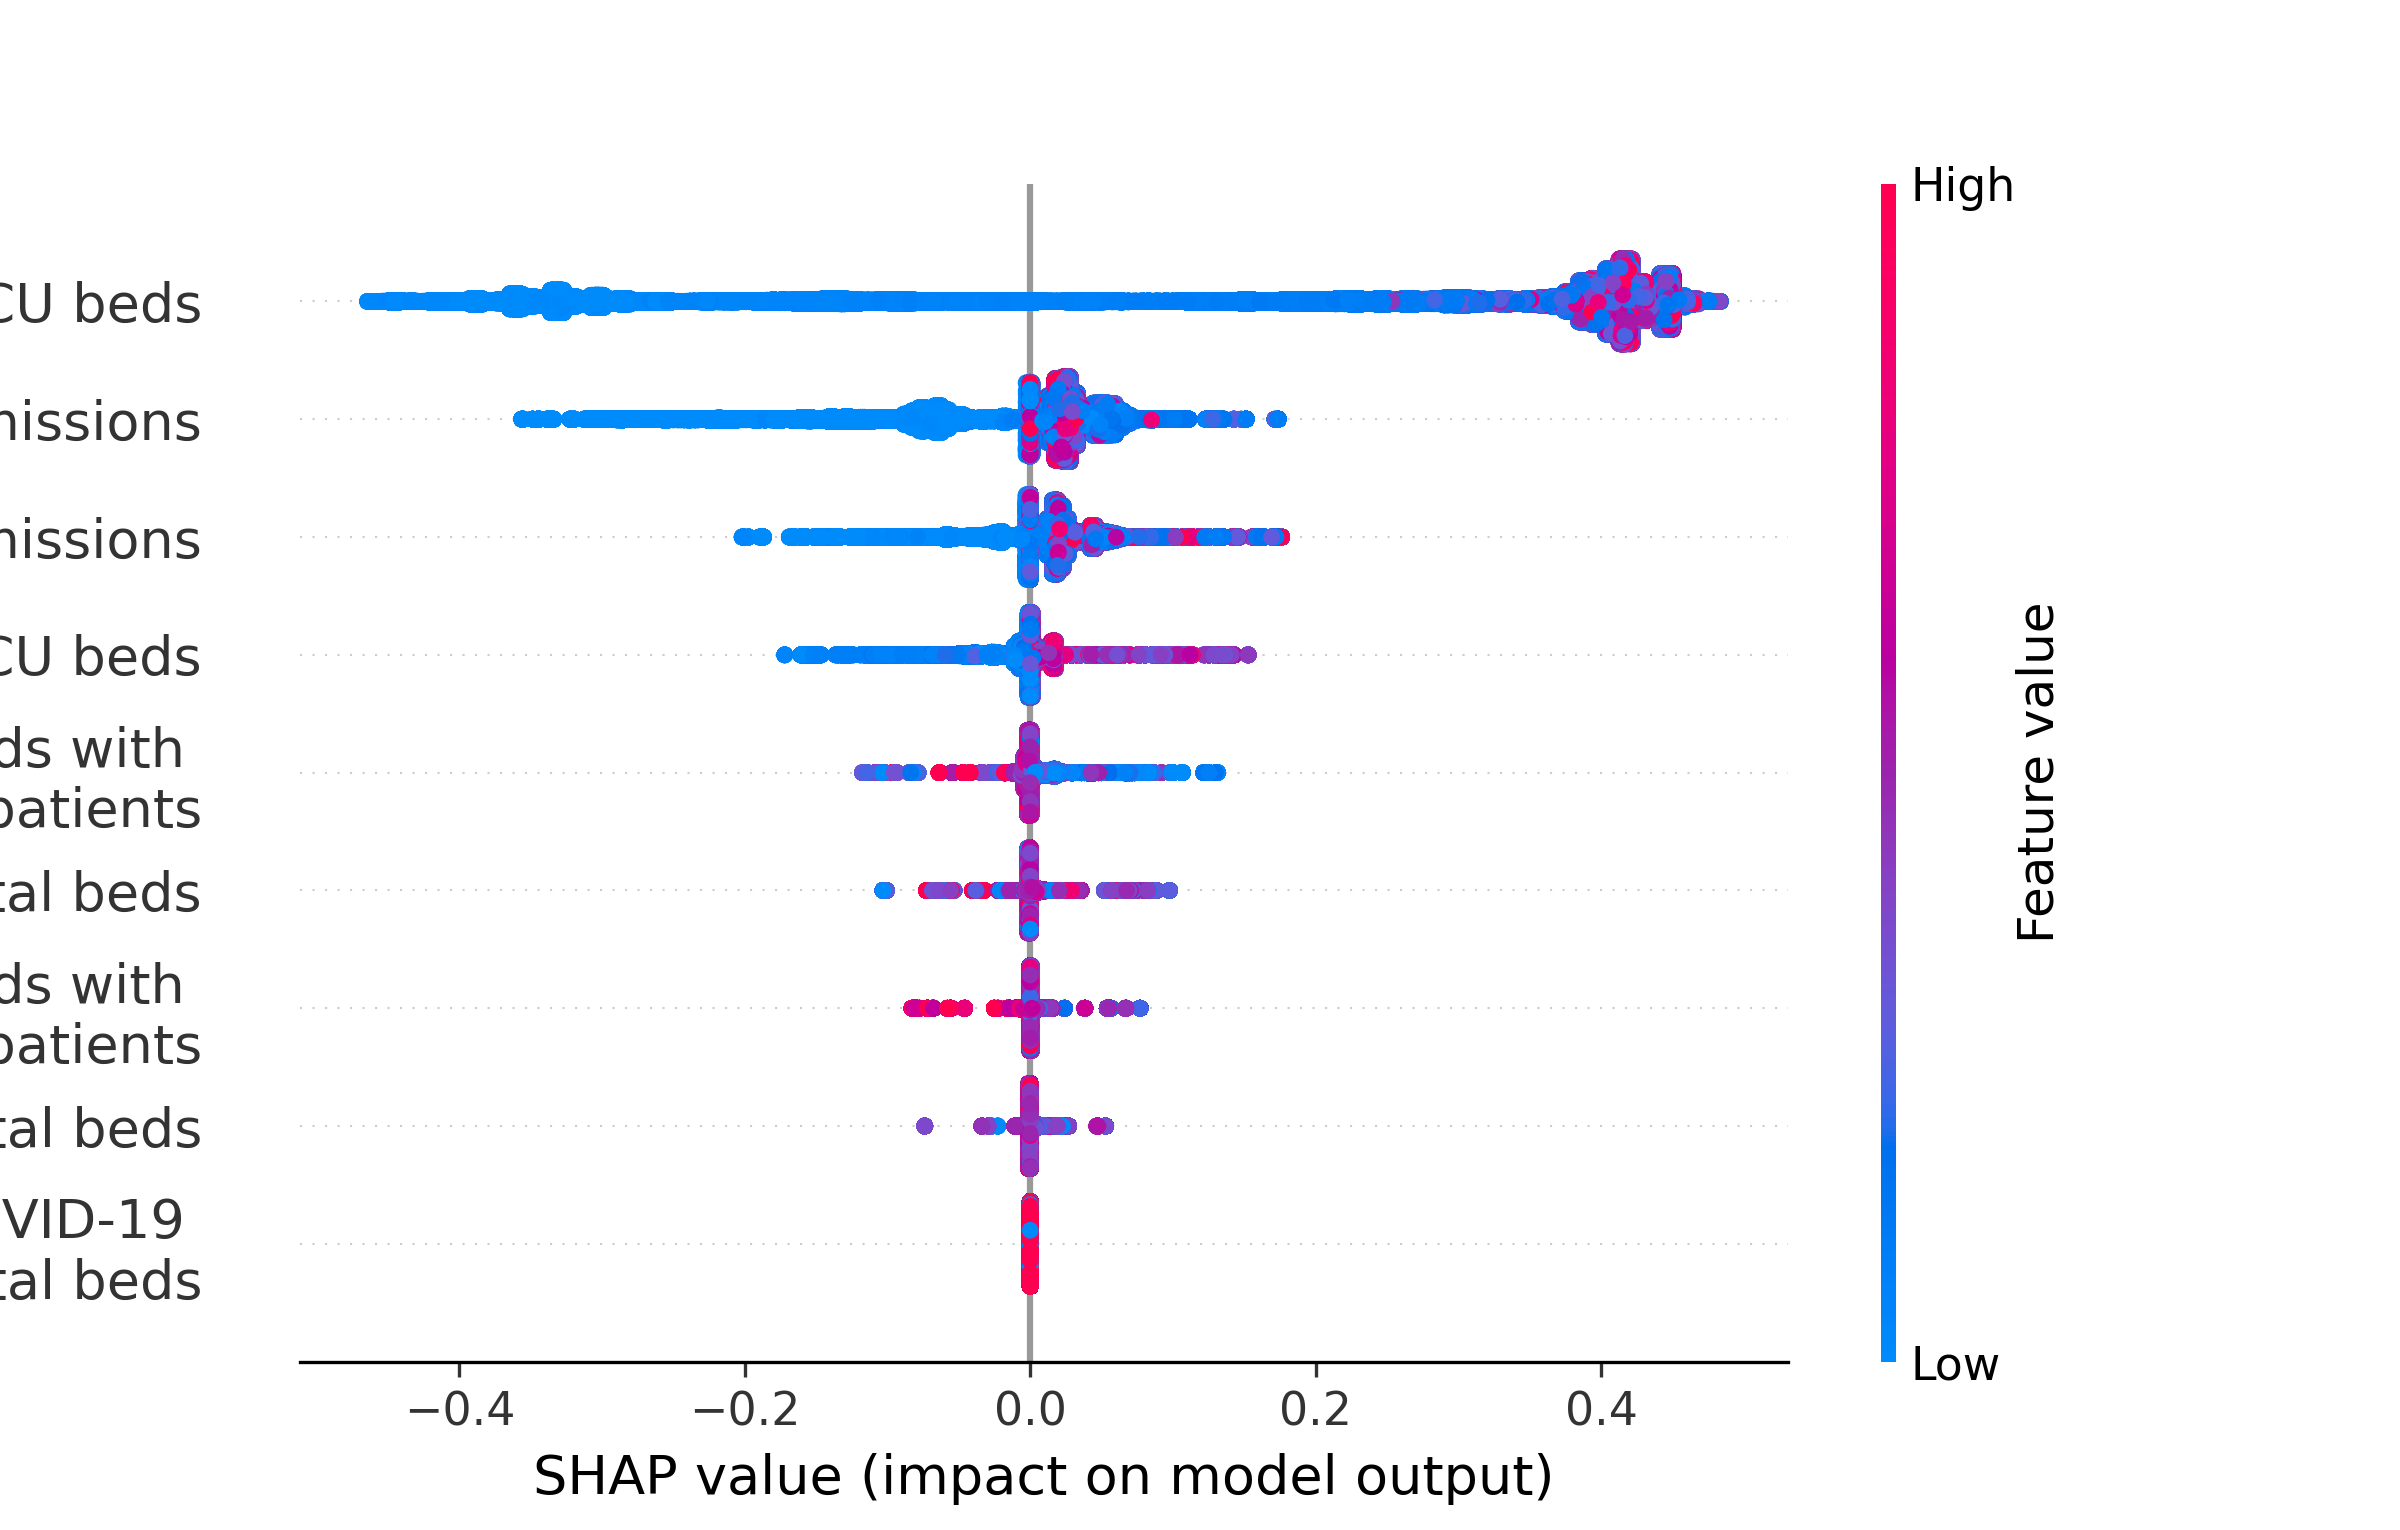 High
CU beds
nissions
nissions
CU beds
ds with
patients
tal beds
ds with
patients
tal beds
VID-19
tal beds
Feature value
Low
−0.4 −0.2 0.0 0.2 0.4
SHAP value (impact on model output)